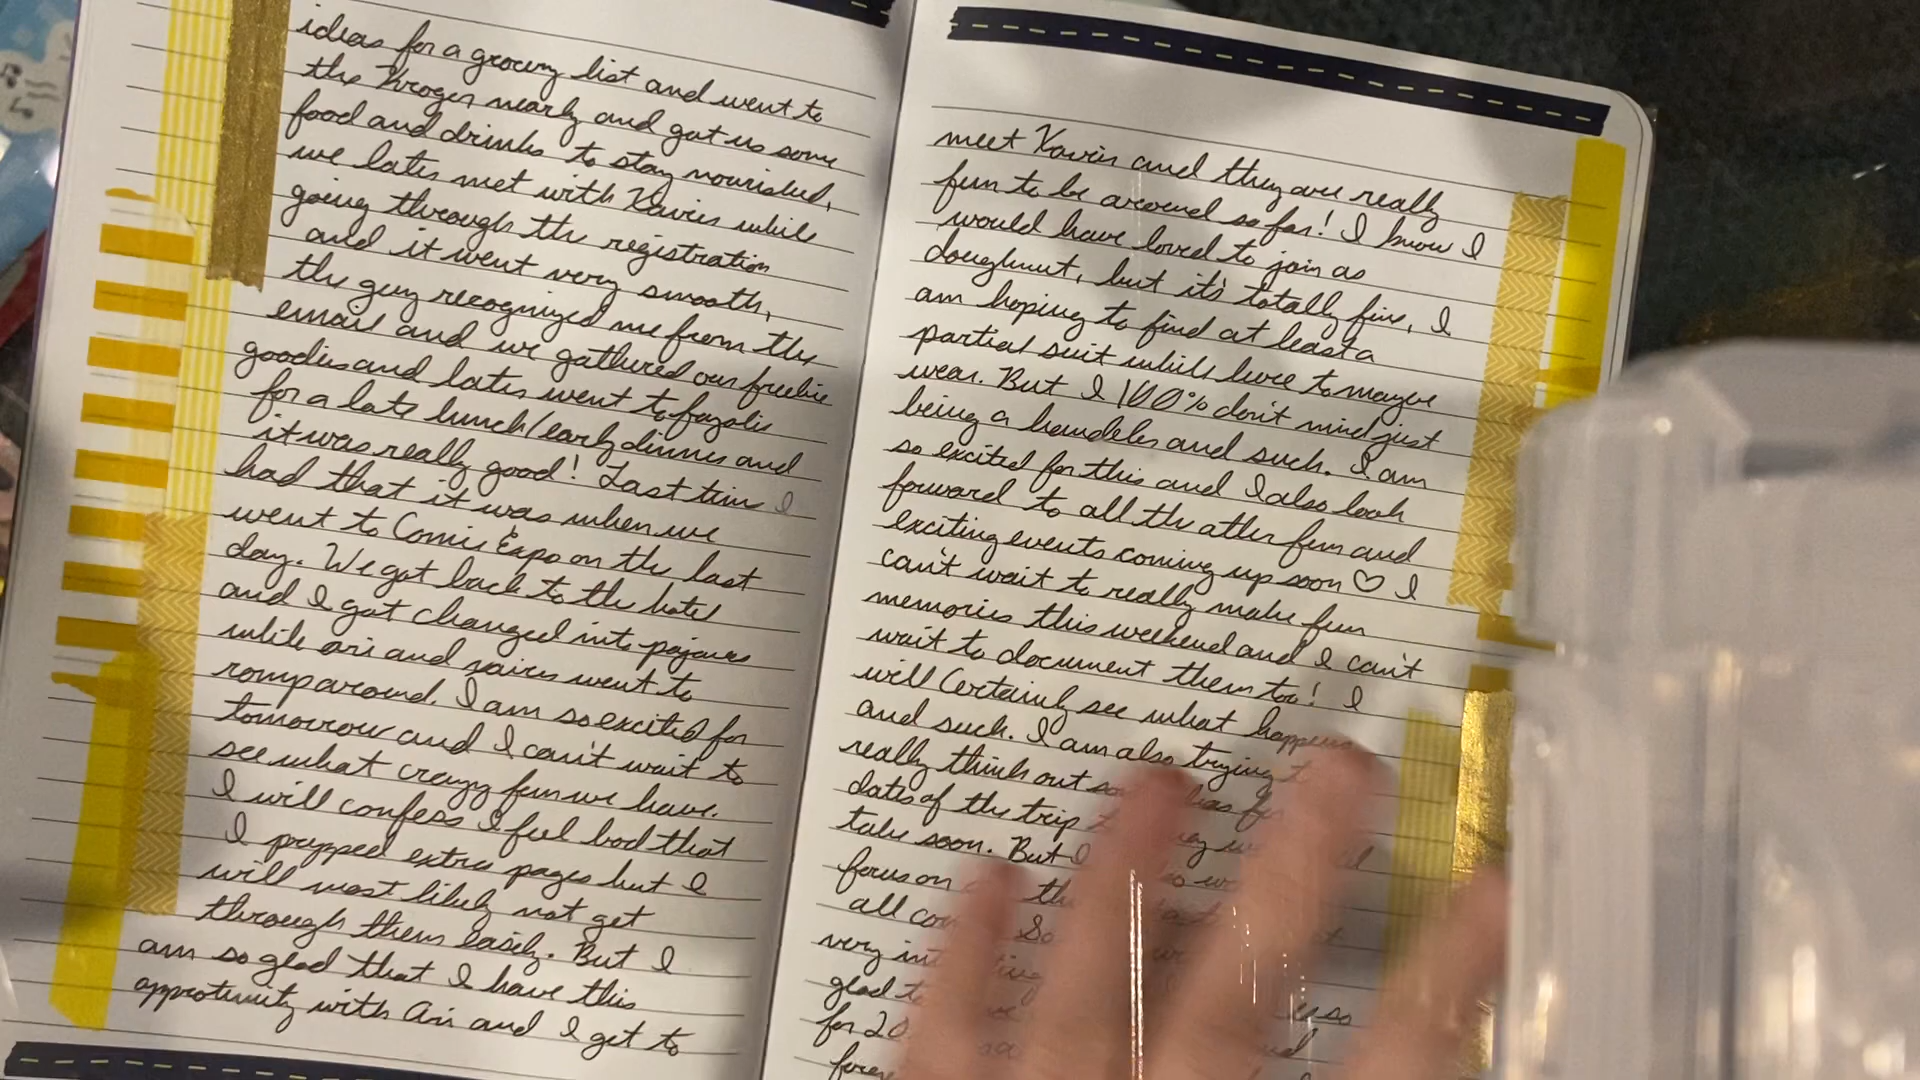 ideas for a grocery list and went to
the Kroger nearby and got us some
food and drinks to stay nourished,
we later met with Xavier while
going through the registration
and it went very smooth,
the guy recognized me from the
email and we gathered our freebie
goodies and later went to fazolis
for a late lunch/early dinner and
it was really good! Last time I
had that it was when we
went to Comic Expo on the last
day. We got back to the hotel
and I got changed into pajamas
while ari and xavier went to
romp around. I am so excited for
tomorrow and I can't wait to
see what crazy fun we have.
I will confess I feel bad that
I prepped extra pages but I
will most likely not get
through them easily. But I
am so glad that I have this
opprotunity with Ari and I get to
meet Xavier and they are really
fun to be around so far! I know I
would have loved to join as
doughnut, but it's totally fine, I
am hoping to find at least a
partial suit while here to maybe
wear. But I 100% don't mind just
being a handeler and such. I am
so excited for this and I also look
forward to all the other fun and
exciting events coming up soon ♡ I
can't wait to really make fun
memories this weekend and I can't
wait to document them too! I
will Certainly see what happens
and such. I am also trying
really think out
dates of the trip
take soon. But I
focus on
all
So
very
glad
for